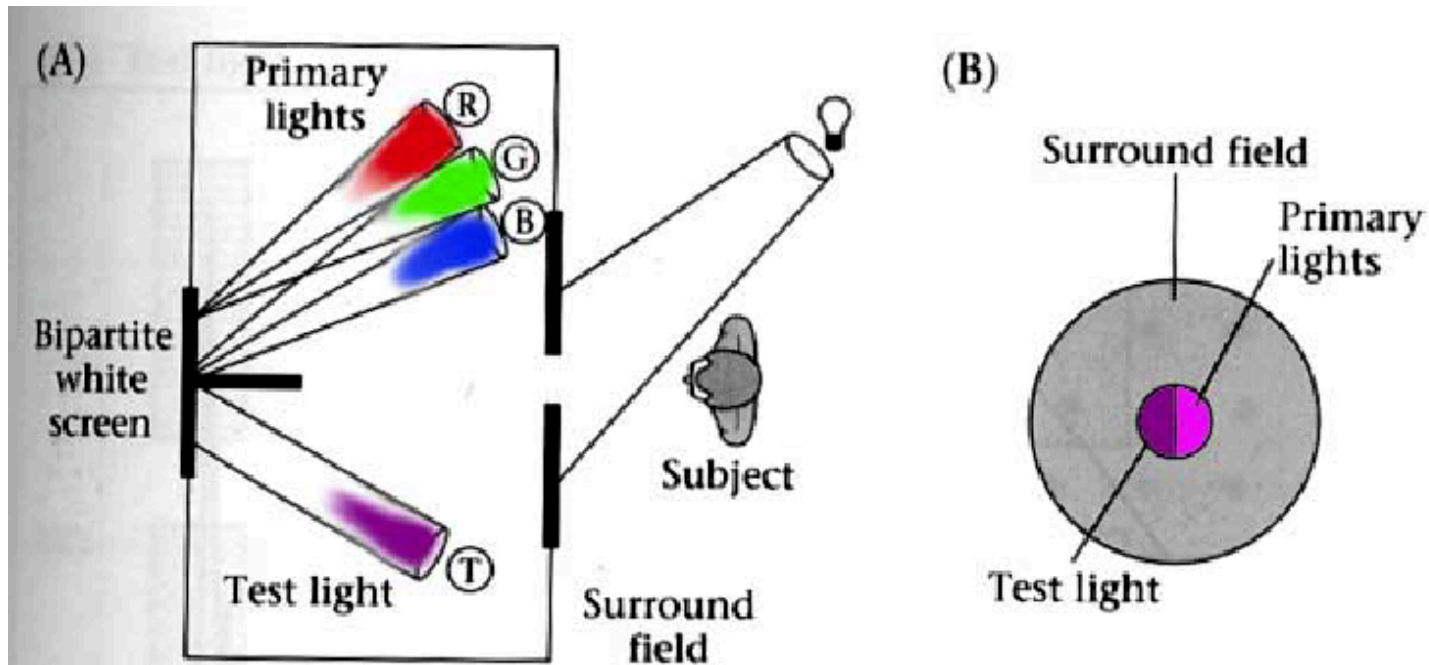 (A)
Primary
lights
R
G
B
Bipartite
white
screen
Subject
Test light
T
Surround
field
(B)
Surround field
Primary
lights
Test light